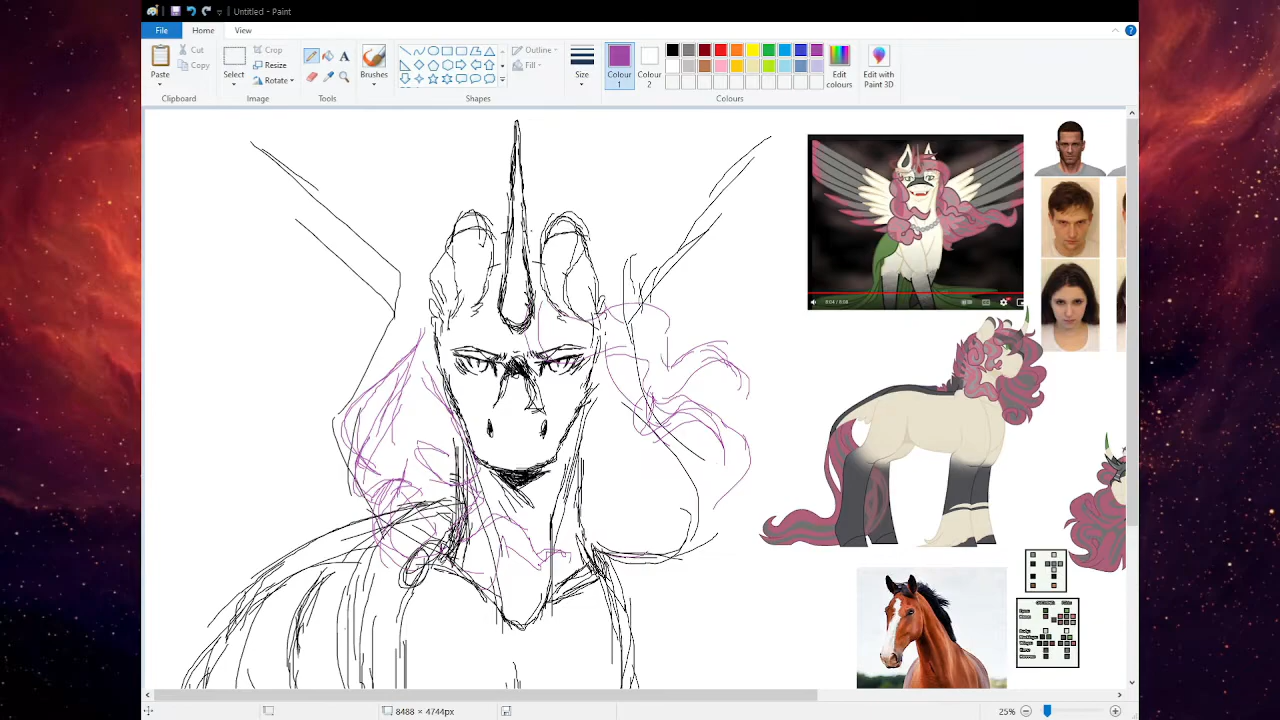 Untitled - Paint
File Home View
Paste
Cut
Copy
Clipboard
Select
Crop
Resize
Rotate
Image
Tools
Brushes
Shapes
Outline
Fill
Size
Colour 1
Colour 2
Edit colours
Colours
Edit with Paint 3D
8488 × 4744px
25%